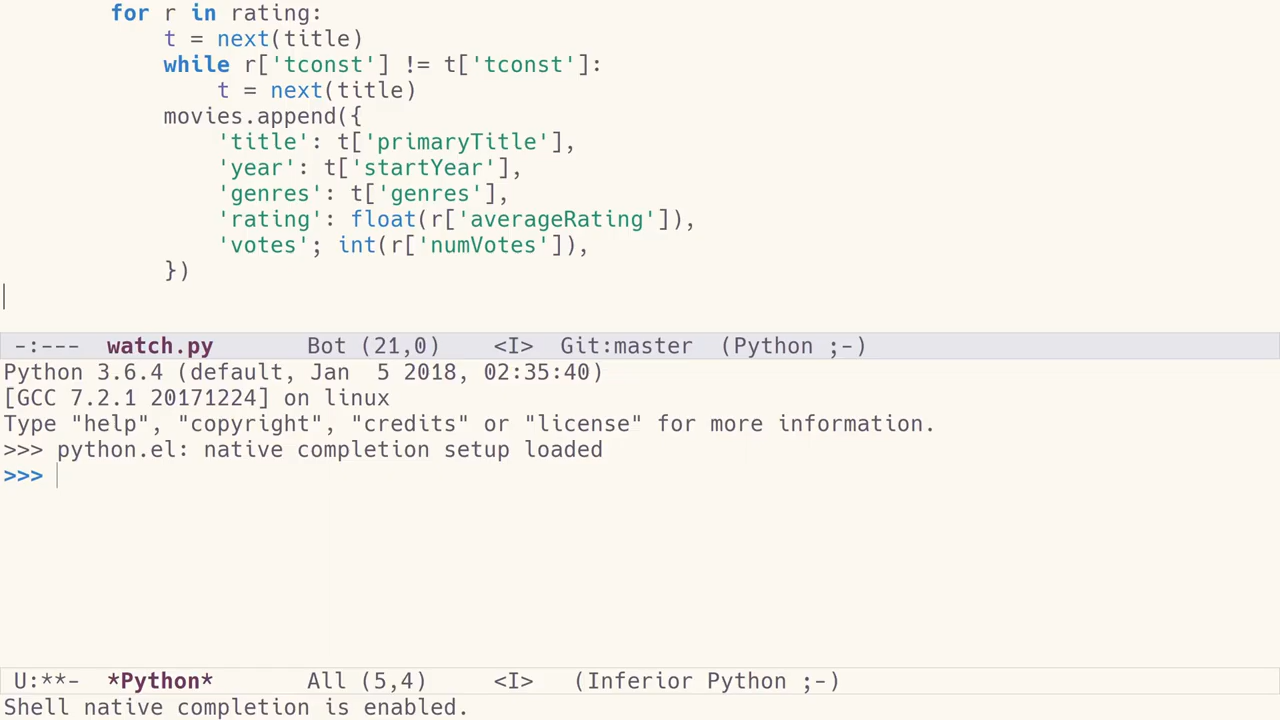 for r in rating:
t = next(title)
while r['tconst'] != t['tconst']:
t = next(title)
movies.append({
'title': t['primaryTitle'],
'year': t['startYear'],
'genres': t['genres'],
'rating': float(r['averageRating']),
'votes'; int(r['numVotes']),
})
-:--- watch.py Bot (21,0) <I> Git:master (Python ;-)
Python 3.6.4 (default, Jan 5 2018, 02:35:40)
[GCC 7.2.1 20171224] on linux
Type "help", "copyright", "credits" or "license" for more information.
>>> python.el: native completion setup loaded
>>>
U:**- *Python* All (5,4) <I> (Inferior Python ;-)
Shell native completion is enabled.